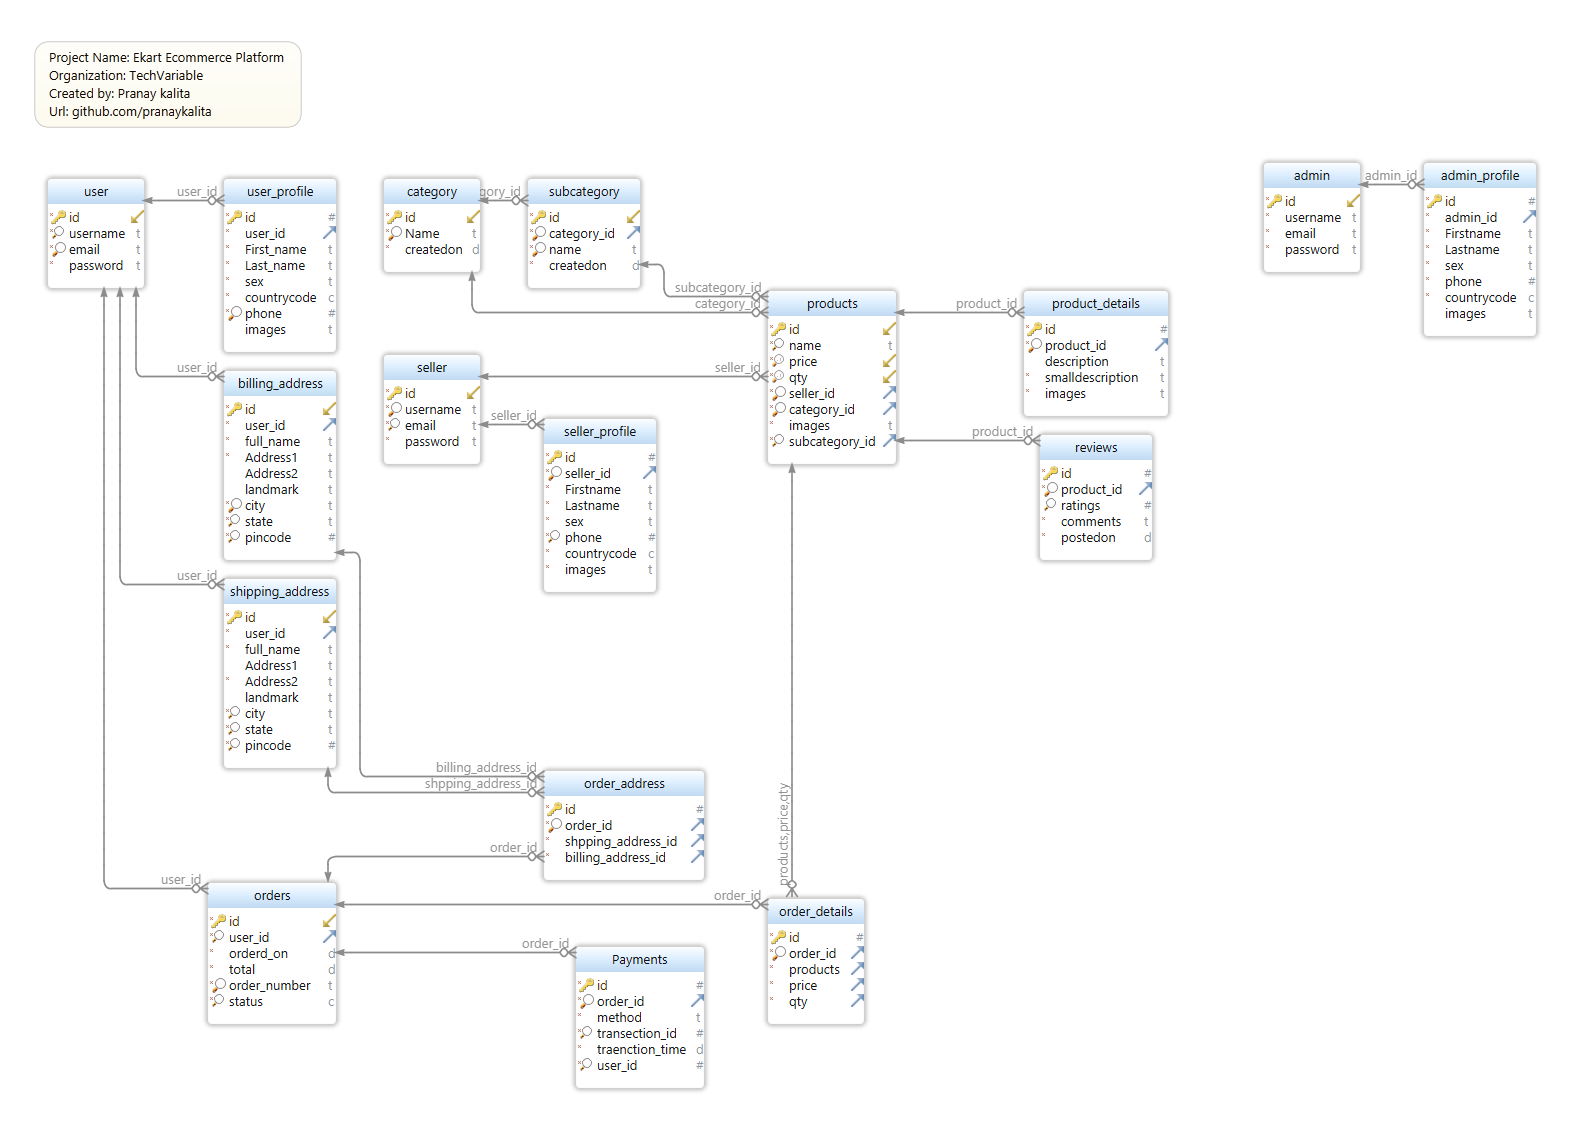 Project Name: Ekart Ecommerce Platform
Organization: TechVariable
Created by: Pranay kalita
Url: github.com/pranaykalita
user
id
username t
email t
password t
user_id
user_profile
id #
user_id
First_name t
Last_name t
sex t
countrycode c
phone #
images t
category
id
Name t
createdon d
gory_id
subcategory
id
category_id
name t
createdon d
admin
id
username t
email t
password t
admin_id
admin_profile
id #
admin_id
Firstname t
Lastname t
sex t
phone #
countrycode c
images t
subcategory_id
category_id
seller_id
products
id
name t
price
qty
seller_id
category_id
images t
subcategory_id
product_id
product_details
id #
product_id
description t
smalldescription t
images t
product_id
reviews
id #
product_id
ratings #
comments t
postedon d
seller
id
username t
email t
password t
seller_id
seller_profile
id #
seller_id
Firstname t
Lastname t
sex t
phone #
countrycode c
images t
user_id
billing_address
id
user_id
full_name t
Address1 t
Address2 t
landmark t
city t
state t
pincode #
user_id
shipping_address
id
user_id
full_name t
Address1 t
Address2 t
landmark t
city t
state t
pincode #
billing_address_id
shpping_address_id
order_id
order_address
id #
order_id
shpping_address_id
billing_address_id
user_id
orders
id
user_id
orderd_on d
total d
order_number t
status c
order_id
Payments
id #
order_id
method t
transection_id #
traenction_time d
user_id #
order_id
products,price,qty
order_details
id #
order_id
products
price
qty